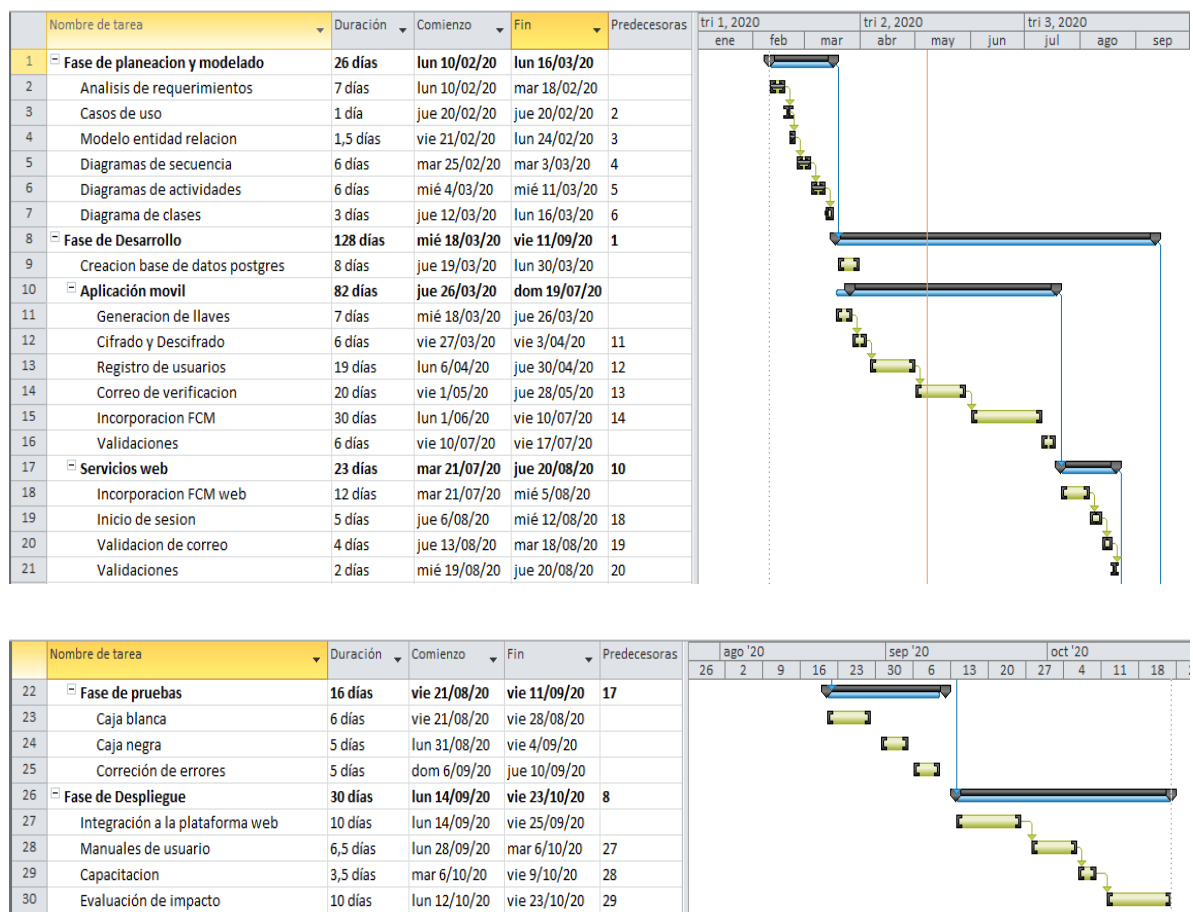 Nombre de tarea Duración Comienzo Fin Predecesoras tri 1, 2020 tri 2, 2020 tri 3, 2020
ene feb mar abr may jun jul ago sep
1 Fase de planeacion y modelado 26 días lun 10/02/20 lun 16/03/20
2 Analisis de requerimientos 7 días lun 10/02/20 mar 18/02/20
3 Casos de uso 1 día jue 20/02/20 jue 20/02/20 2
4 Modelo entidad relacion 1,5 días vie 21/02/20 lun 24/02/20 3
5 Diagramas de secuencia 6 días mar 25/02/20 mar 3/03/20 4
6 Diagramas de actividades 6 días mié 4/03/20 mié 11/03/20 5
7 Diagrama de clases 3 días jue 12/03/20 lun 16/03/20 6
8 Fase de Desarrollo 128 días mié 18/03/20 vie 11/09/20 1
9 Creacion base de datos postgres 8 días jue 19/03/20 lun 30/03/20
10 Aplicación movil 82 días jue 26/03/20 dom 19/07/20
11 Generacion de llaves 7 días mié 18/03/20 jue 26/03/20
12 Cifrado y Descifrado 6 días vie 27/03/20 vie 3/04/20 11
13 Registro de usuarios 19 días lun 6/04/20 jue 30/04/20 12
14 Correo de verificacion 20 días vie 1/05/20 jue 28/05/20 13
15 Incorporacion FCM 30 días lun 1/06/20 vie 10/07/20 14
16 Validaciones 6 días vie 10/07/20 vie 17/07/20
17 Servicios web 23 días mar 21/07/20 jue 20/08/20 10
18 Incorporacion FCM web 12 días mar 21/07/20 mié 5/08/20
19 Inicio de sesion 5 días jue 6/08/20 mié 12/08/20 18
20 Validacion de correo 4 días jue 13/08/20 mar 18/08/20 19
21 Validaciones 2 días mié 19/08/20 jue 20/08/20 20
Nombre de tarea Duración Comienzo Fin Predecesoras ago '20 sep '20 oct '20
26 2 9 16 23 30 6 13 20 27 4 11 18
22 Fase de pruebas 16 días vie 21/08/20 vie 11/09/20 17
23 Caja blanca 6 días vie 21/08/20 vie 28/08/20
24 Caja negra 5 días lun 31/08/20 vie 4/09/20
25 Correción de errores 5 días dom 6/09/20 jue 10/09/20
26 Fase de Despliegue 30 días lun 14/09/20 vie 23/10/20 8
27 Integración a la plataforma web 10 días lun 14/09/20 vie 25/09/20
28 Manuales de usuario 6,5 días lun 28/09/20 mar 6/10/20 27
29 Capacitacion 3,5 días mar 6/10/20 vie 9/10/20 28
30 Evaluación de impacto 10 días lun 12/10/20 vie 23/10/20 29